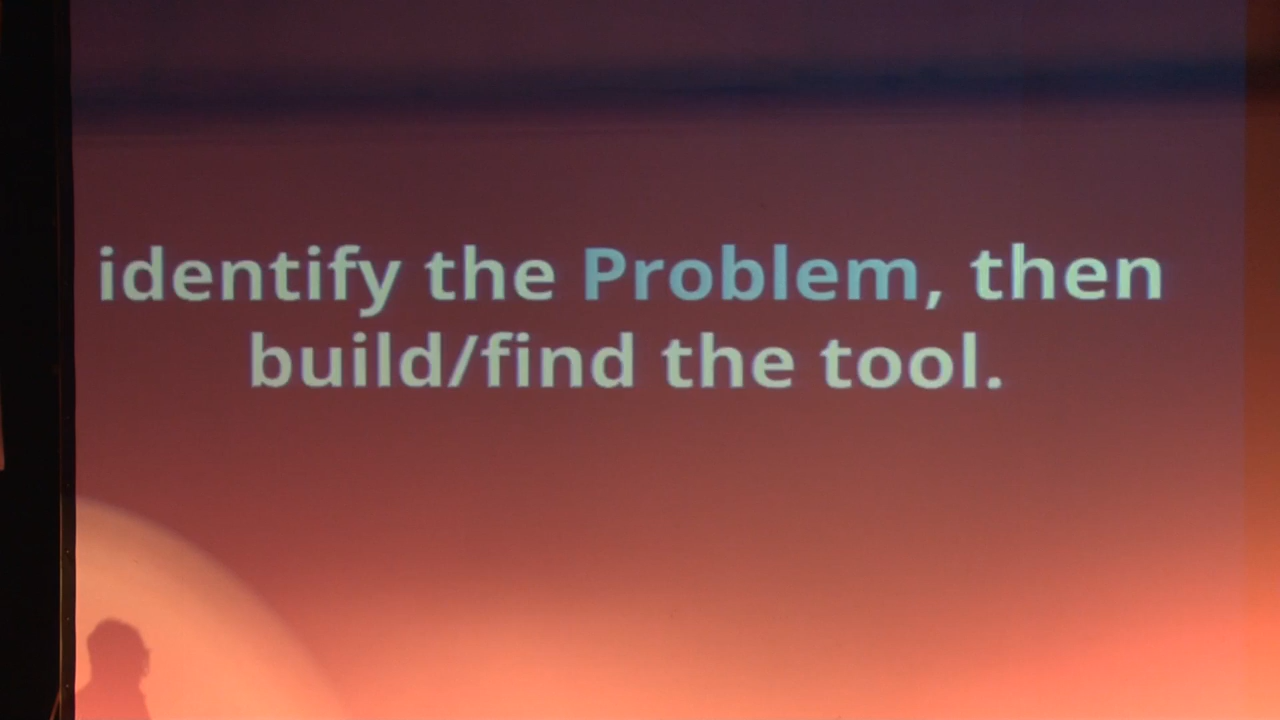 identify the Problem, then
build/find the tool.